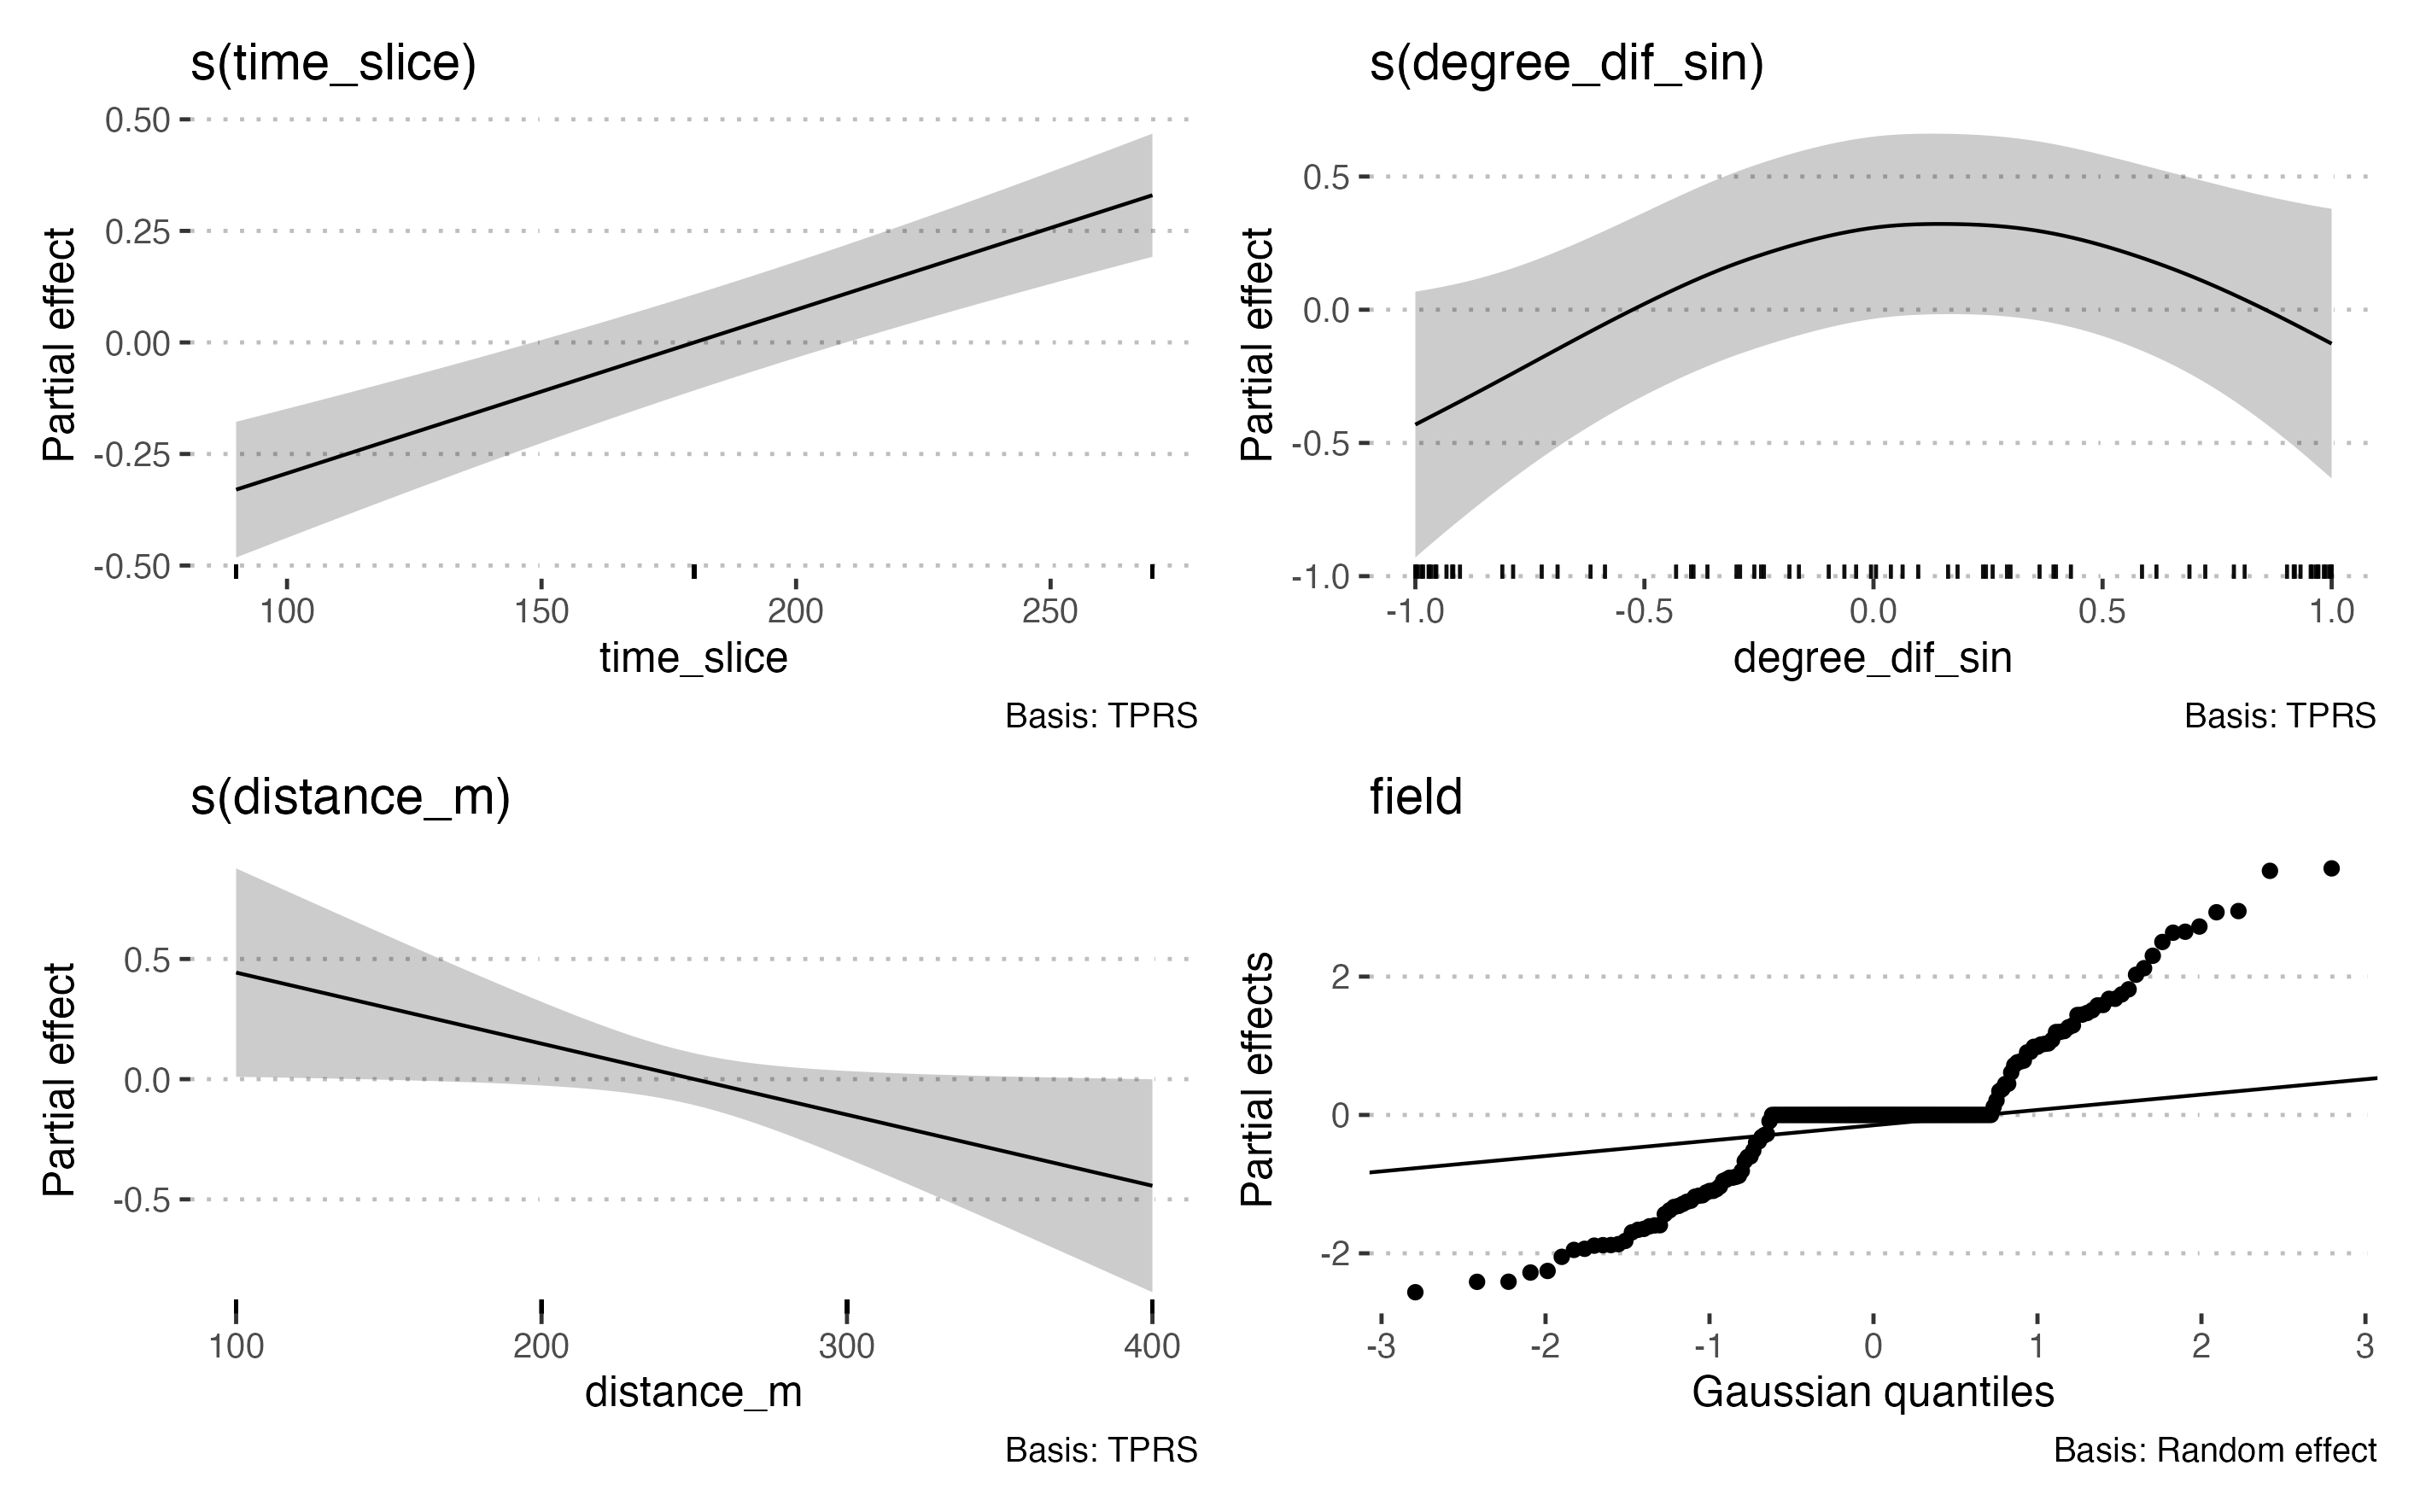 s(time_slice)
0.50
0.25
0.00
-0.25
-0.50
Partial effect
100 150 200 250
time_slice
Basis: TPRS
s(degree_dif_sin)
0.5
0.0
-0.5
-1.0
Partial effect
-1.0 -0.5 0.0 0.5 1.0
degree_dif_sin
Basis: TPRS
s(distance_m)
0.5
0.0
-0.5
Partial effect
100 200 300 400
distance_m
Basis: TPRS
field
2
0
-2
Partial effects
-3 -2 -1 0 1 2 3
Gaussian quantiles
Basis: Random effect